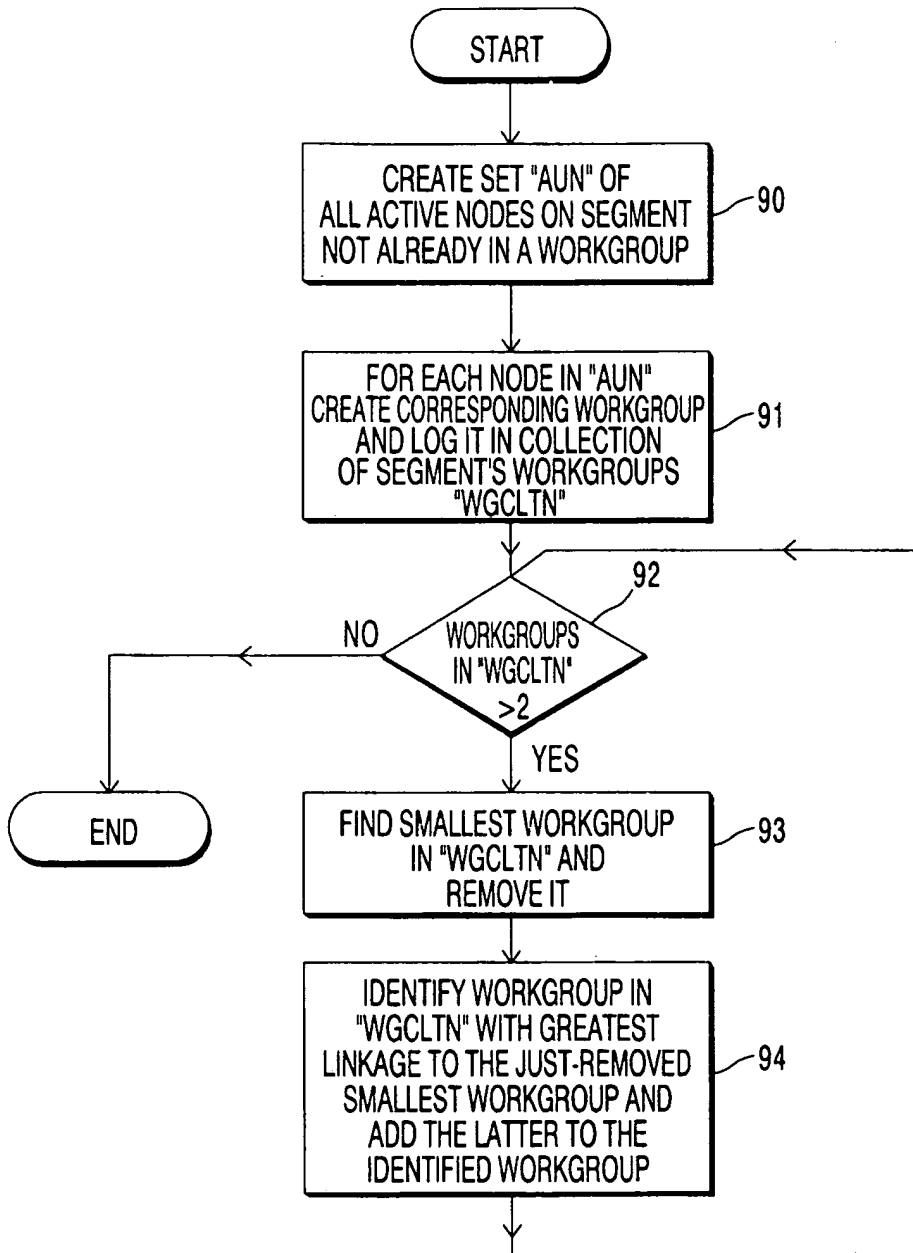 START
CREATE SET "AUN" OF
ALL ACTIVE NODES ON SEGMENT
NOT ALREADY IN A WORKGROUP
90
FOR EACH NODE IN "AUN"
CREATE CORRESPONDING WORKGROUP
AND LOG IT IN COLLECTION
OF SEGMENT'S WORKGROUPS
"WGCLTN"
91
92
NO
WORKGROUPS
IN "WGCLTN"
>2
YES
END
FIND SMALLEST WORKGROUP
IN "WGCLTN" AND
REMOVE IT
93
IDENTIFY WORKGROUP IN
"WGCLTN" WITH GREATEST
LINKAGE TO THE JUST-REMOVED
SMALLEST WORKGROUP AND
ADD THE LATTER TO THE
IDENTIFIED WORKGROUP
94